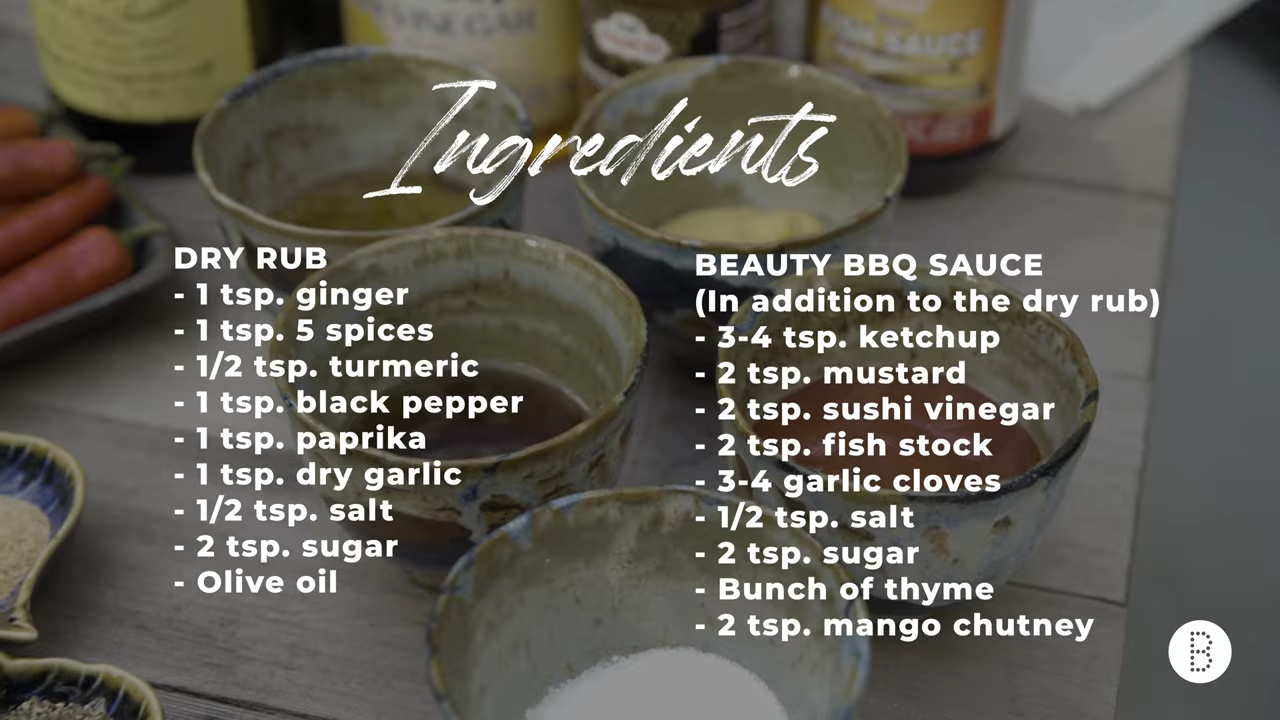 VINEGAR
SAUCE
Ingredients
DRY RUB
- 1 tsp. ginger
- 1 tsp. 5 spices
- 1/2 tsp. turmeric
- 1 tsp. black pepper
- 1 tsp. paprika
- 1 tsp. dry garlic
- 1/2 tsp. salt
- 2 tsp. sugar
- Olive oil
BEAUTY BBQ SAUCE
(In addition to the dry rub)
- 3-4 tsp. ketchup
- 2 tsp. mustard
- 2 tsp. sushi vinegar
- 2 tsp. fish stock
- 3-4 garlic cloves
- 1/2 tsp. salt
- 2 tsp. sugar
- Bunch of thyme
- 2 tsp. mango chutney
B